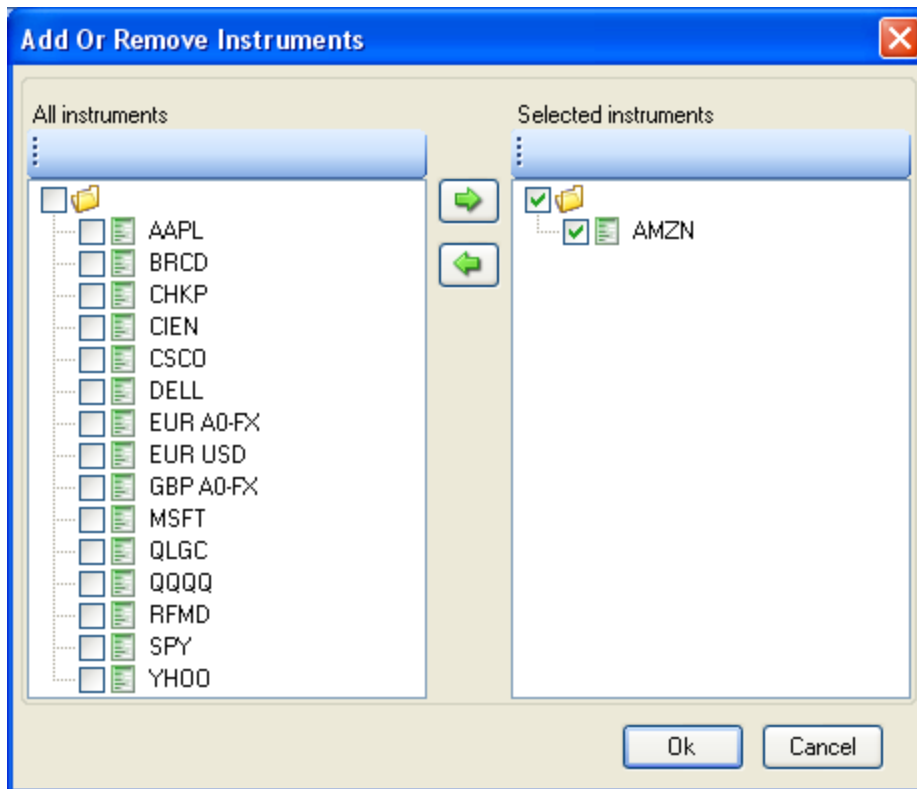 Add Or Remove Instruments
All instruments
AAPL
BRCD
CHKP
CIEN
CSCO
DELL
EUR A0-FX
EUR USD
GBP A0-FX
MSFT
QLGC
QQQQ
RFMD
SPY
YHOO
Selected instruments
AMZN
Ok
Cancel